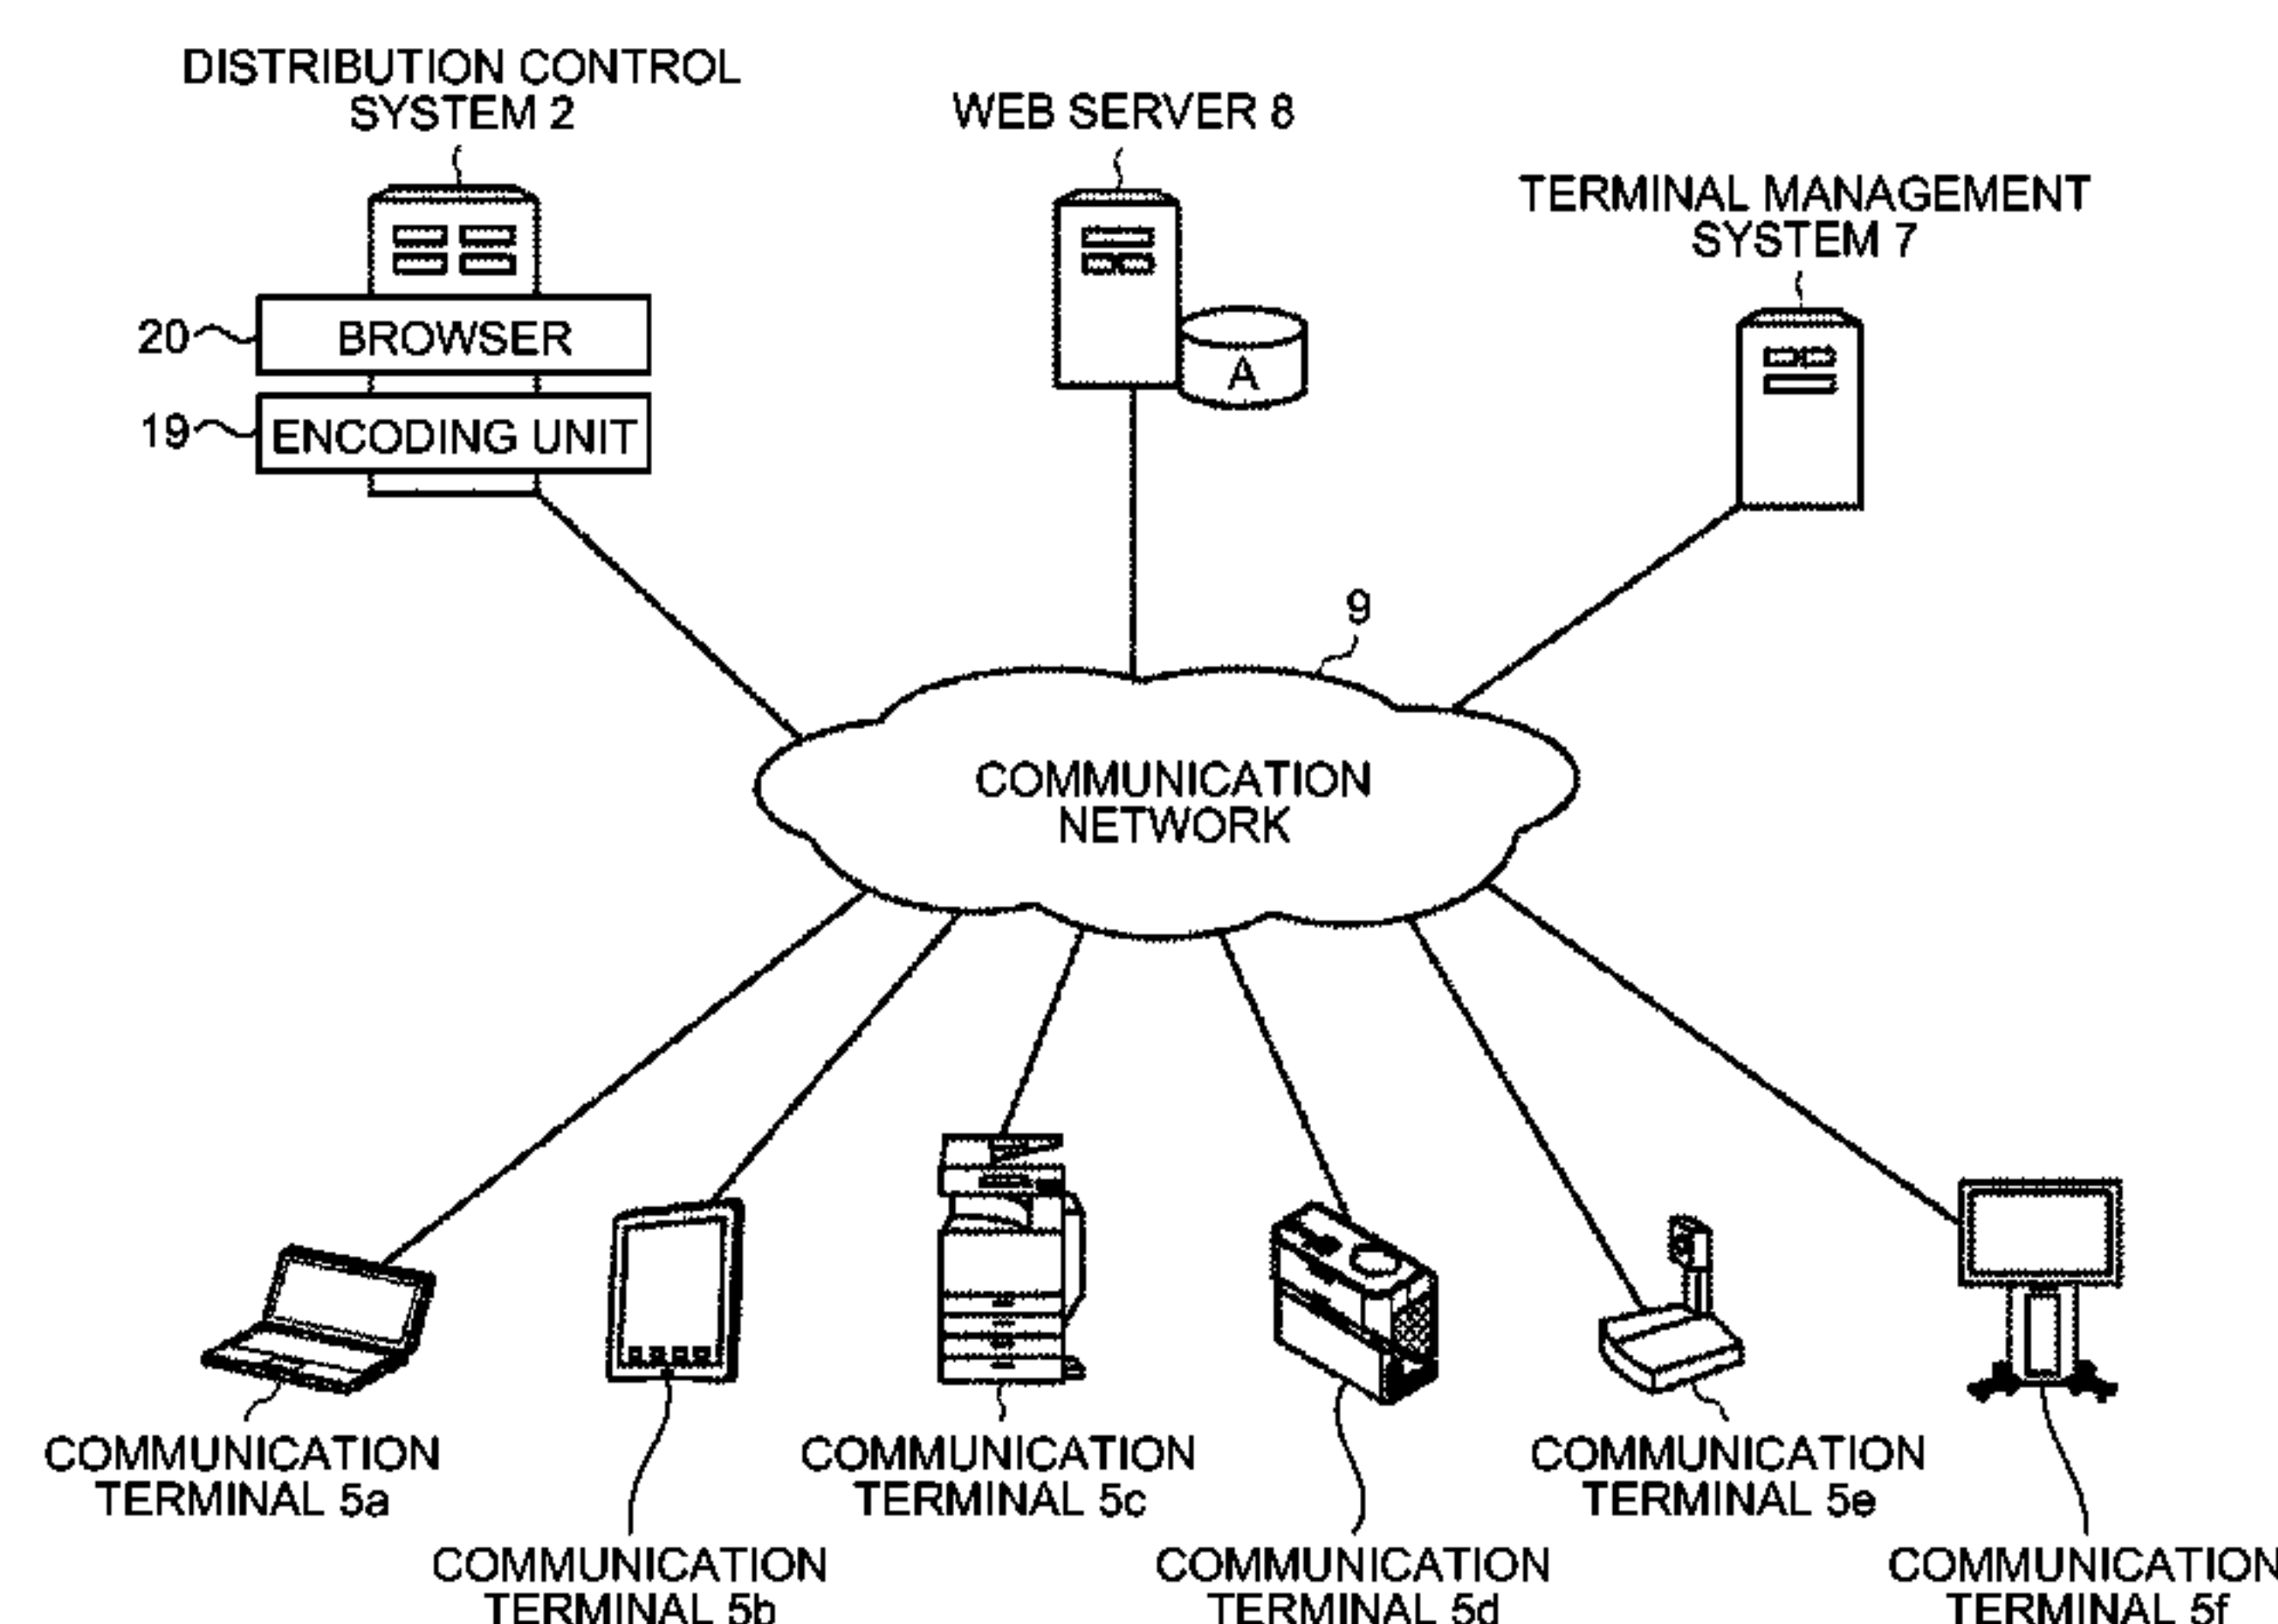 DISTRIBUTION CONTROL
SYSTEM 2
WEB SERVER 8
TERMINAL MANAGEMENT
SYSTEM 7
20
BROWSER
A
19
ENCODING UNIT
9
COMMUNICATION
NETWORK
COMMUNICATION
TERMINAL 5a
COMMUNICATION
TERMINAL 5b
COMMUNICATION
TERMINAL 5c
COMMUNICATION
TERMINAL 5d
COMMUNICATION
TERMINAL 5e
COMMUNICATION
TERMINAL 5f